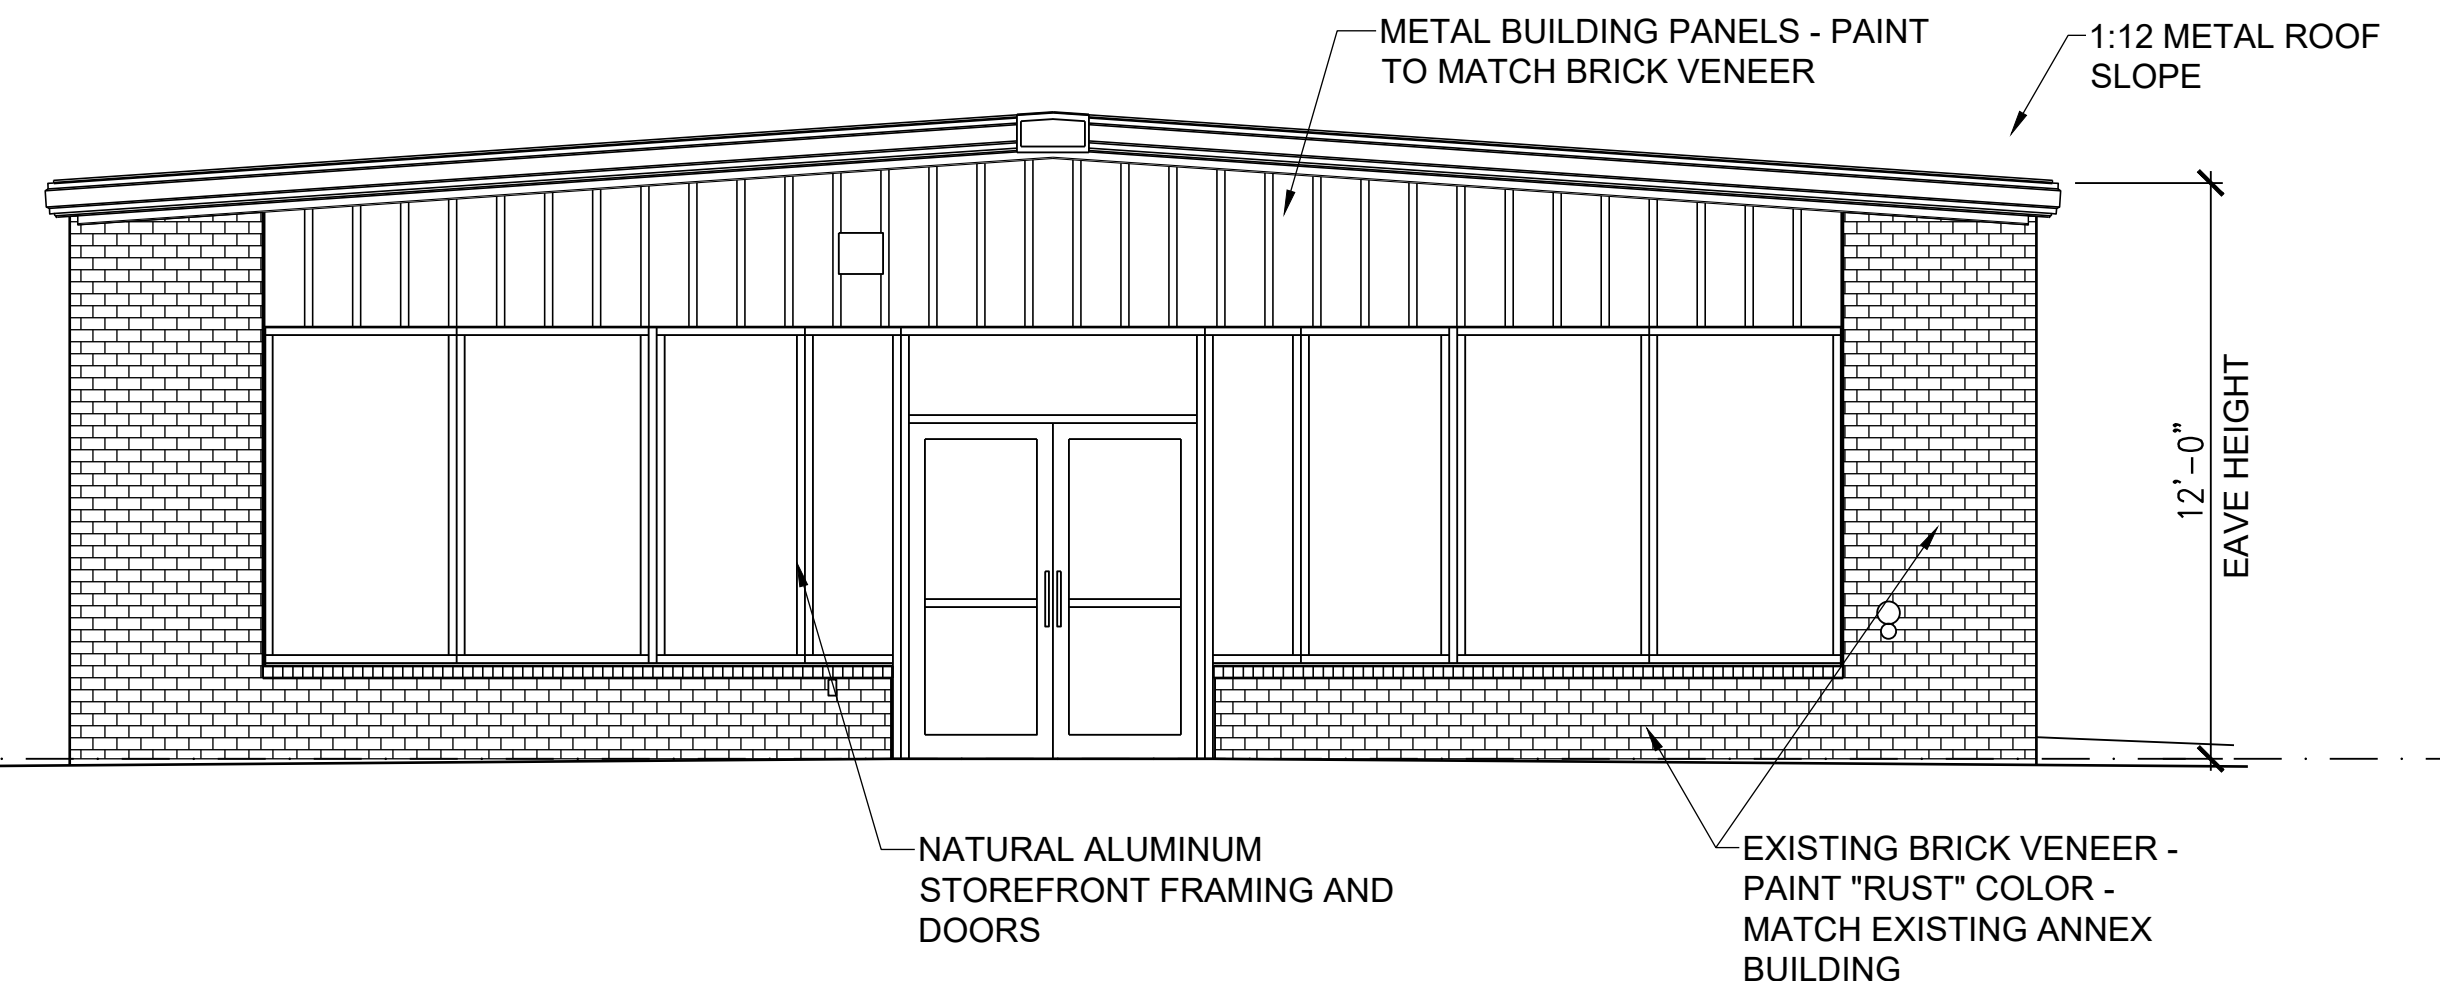 METAL BUILDING PANELS - PAINT
TO MATCH BRICK VENEER
1:12 METAL ROOF
SLOPE
12'-0"
EAVE HEIGHT
NATURAL ALUMINUM
STOREFRONT FRAMING AND
DOORS
EXISTING BRICK VENEER -
PAINT "RUST" COLOR -
MATCH EXISTING ANNEX
BUILDING